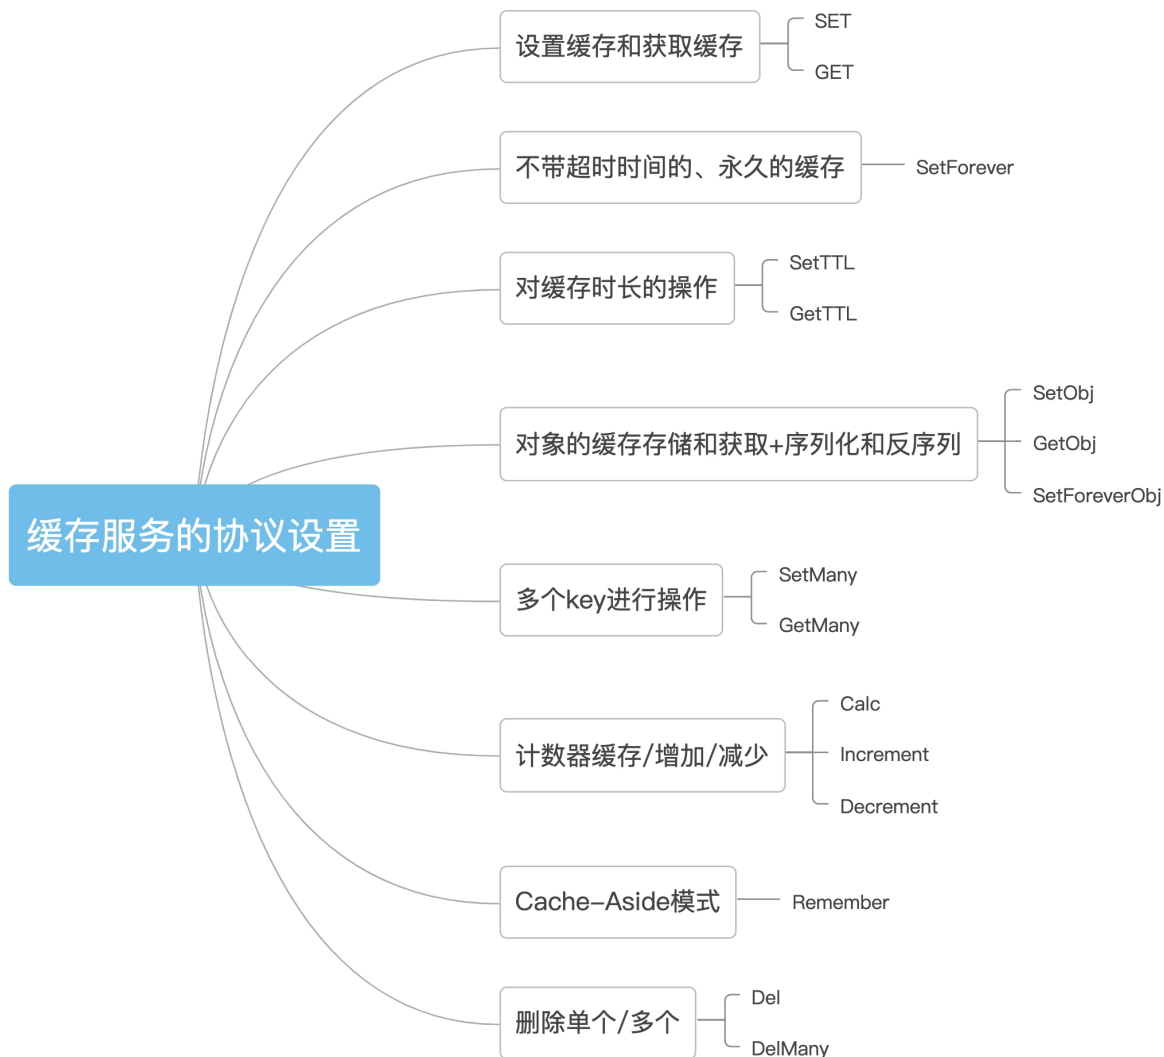 缓存服务的协议设置
设置缓存和获取缓存
SET
GET
不带超时时间的、永久的缓存
SetForever
对缓存时长的操作
SetTTL
GetTTL
对象的缓存存储和获取+序列化和反序列
SetObj
GetObj
SetForeverObj
多个key进行操作
SetMany
GetMany
计数器缓存/增加/减少
Calc
Increment
Decrement
Cache–Aside模式
Remember
删除单个/多个
Del
DelMany